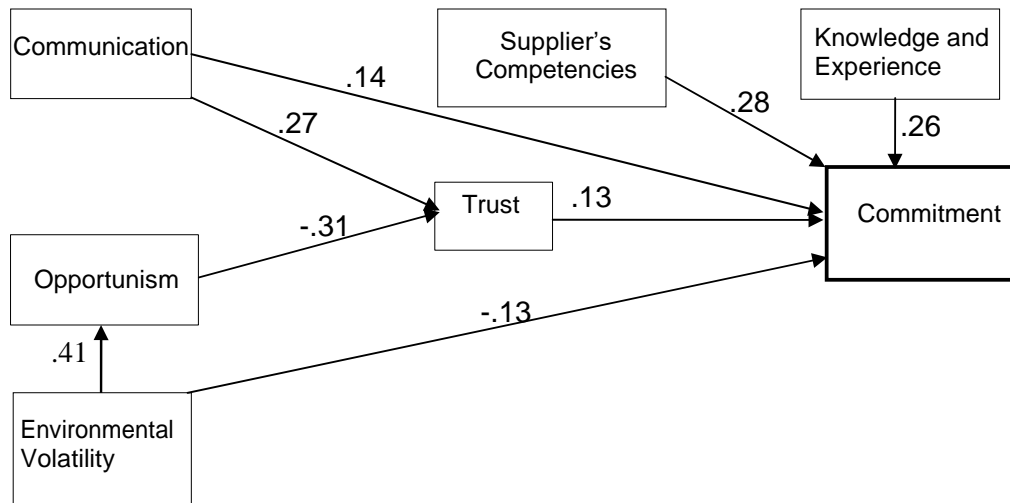 Communication
Supplier's
Competencies
Knowledge and
Experience
.14
.28
.26
.27
Trust
.13
Commitment
-.31
Opportunism
-.13
.41
Environmental
Volatility